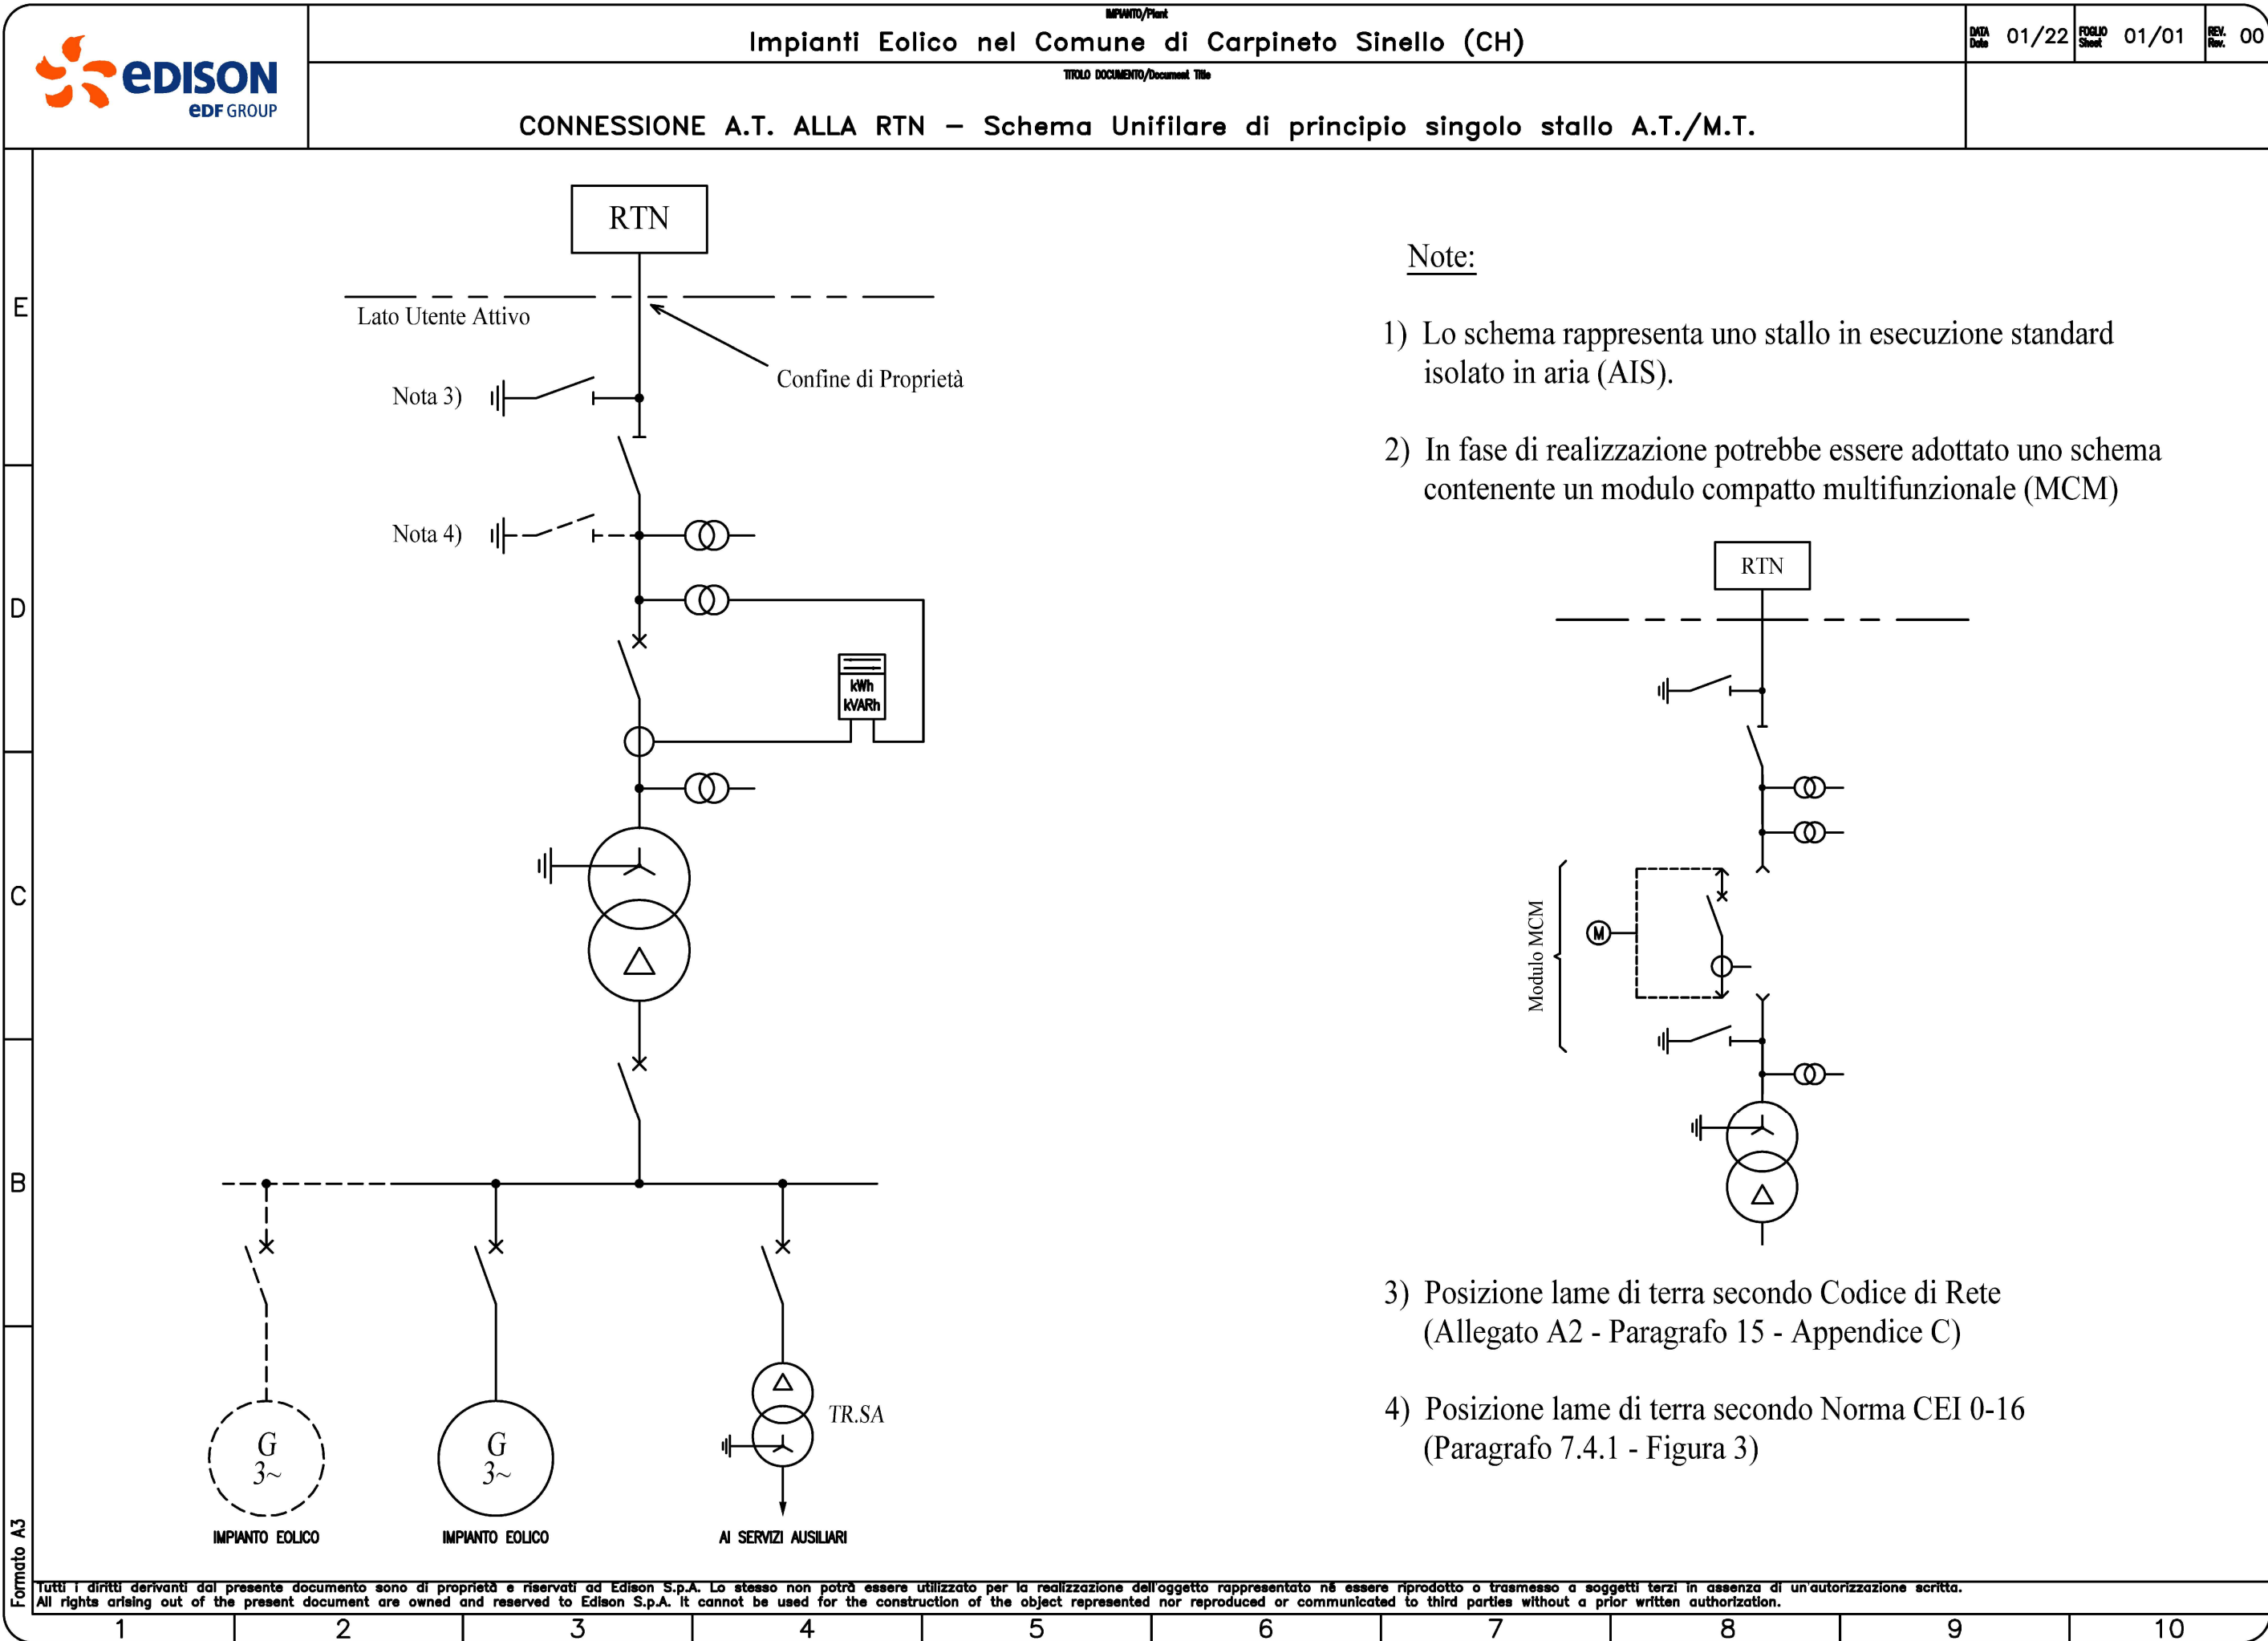 eDISON
eDF GROUP
IMPIANTO/Plant
Impianti Eolico nel Comune di Carpineto Sinello (CH)
DATA
Date
01/22
FOGLIO
Sheet
01/01
REV.
Rev.
00
TITOLO DOCUMENTO/Document Title
CONNESSIONE A.T. ALLA RTN – Schema Unifilare di principio singolo stallo A.T./M.T.
RTN
Lato Utente Attivo
Confine di Proprietà
Nota 3)
Nota 4)
kWh
kVARh
G
3~
IMPIANTO EOLICO
G
3~
IMPIANTO EOLICO
TR.SA
AI SERVIZI AUSILIARI
Note:
1) Lo schema rappresenta uno stallo in esecuzione standard
isolato in aria (AIS).
2) In fase di realizzazione potrebbe essere adottato uno schema
contenente un modulo compatto multifunzionale (MCM)
RTN
Modulo MCM
M
3) Posizione lame di terra secondo Codice di Rete
(Allegato A2 - Paragrafo 15 - Appendice C)
4) Posizione lame di terra secondo Norma CEI 0-16
(Paragrafo 7.4.1 - Figura 3)
E
D
C
B
Formato A3
Tutti i diritti derivanti dal presente documento sono di proprietà e riservati ad Edison S.p.A. Lo stesso non potrà essere utilizzato per la realizzazione dell'oggetto rappresentato né essere riprodotto o trasmesso a soggetti terzi in assenza di un'autorizzazione scritta.
All rights arising out of the present document are owned and reserved to Edison S.p.A. It cannot be used for the construction of the object represented nor reproduced or communicated to third parties without a prior written authorization.
1 2 3 4 5 6 7 8 9 10